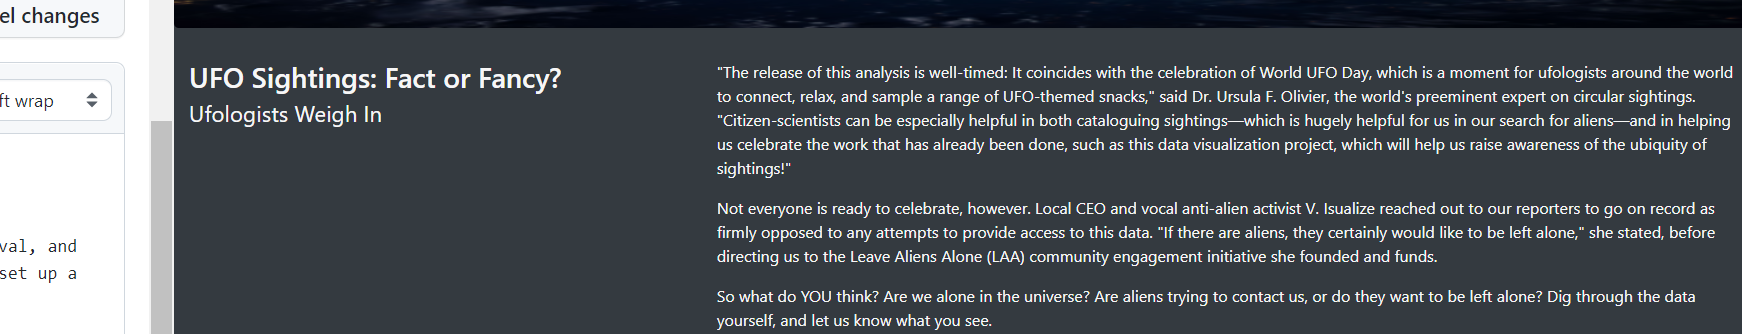 el changes
ft wrap
val, and
set up a
UFO Sightings: Fact or Fancy?
Ufologists Weigh In
"The release of this analysis is well-timed: It coincides with the celebration of World UFO Day, which is a moment for ufologists around the world
to connect, relax, and sample a range of UFO-themed snacks," said Dr. Ursula F. Olivier, the world's preeminent expert on circular sightings.
"Citizen-scientists can be especially helpful in both cataloguing sightings—which is hugely helpful for us in our search for aliens—and in helping
us celebrate the work that has already been done, such as this data visualization project, which will help us raise awareness of the ubiquity of
sightings!"
Not everyone is ready to celebrate, however. Local CEO and vocal anti-alien activist V. Isualize reached out to our reporters to go on record as
firmly opposed to any attempts to provide access to this data. "If there are aliens, they certainly would like to be left alone," she stated, before
directing us to the Leave Aliens Alone (LAA) community engagement initiative she founded and funds.
So what do YOU think? Are we alone in the universe? Are aliens trying to contact us, or do they want to be left alone? Dig through the data
yourself, and let us know what you see.